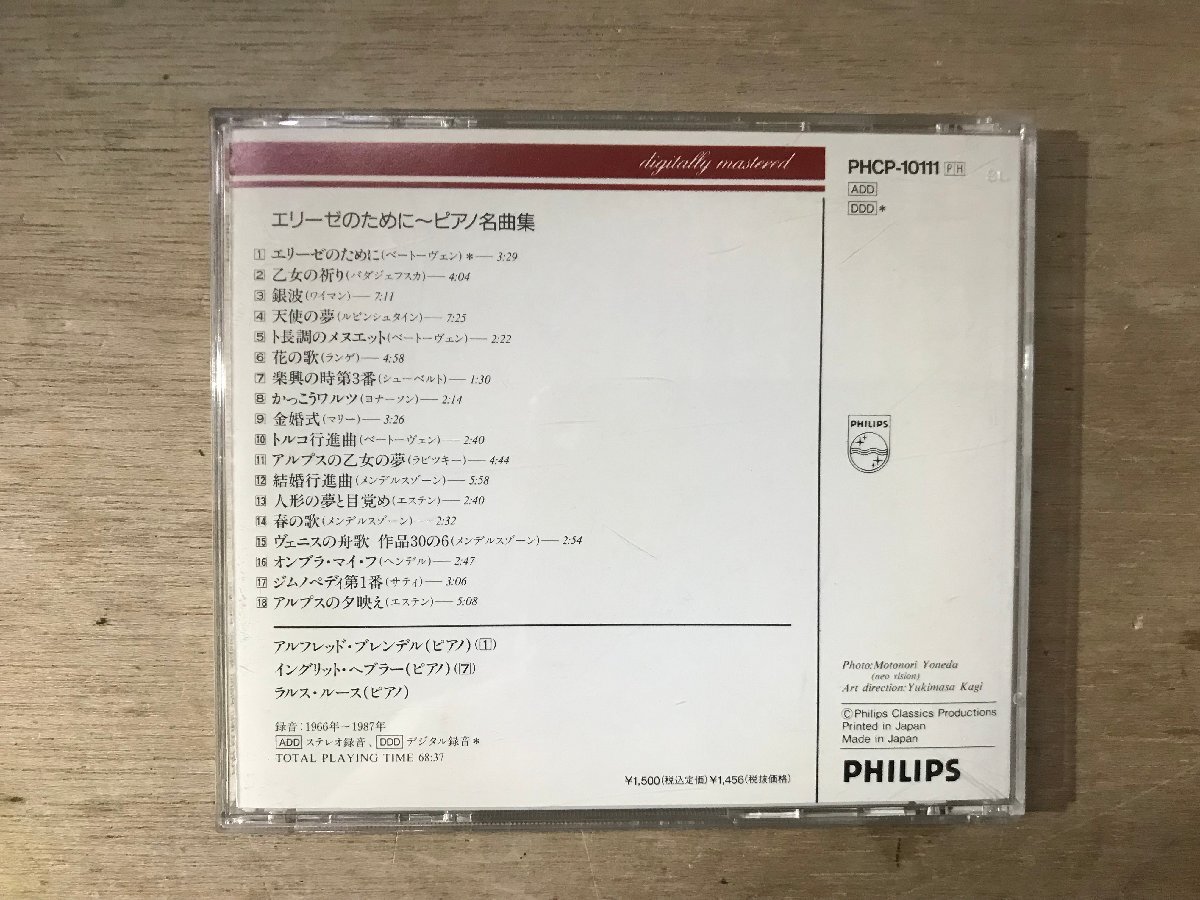 digitally mastered
PHCP-10111 PH
ADD
DDD *
エリーゼのために〜ピアノ名曲集
1 エリーゼのために(ベートーヴェン)*— 3:29
2 乙女の祈り(バダジェフスカ)— 4:04
3 銀波(ワイマン)— 7:11
4 天使の夢(ルビンシュタイン)— 7:25
5 ト長調のメヌエット(ベートーヴェン)— 2:22
6 花の歌(ランゲ)— 4:58
7 楽興の時第3番(シューベルト)— 1:30
8 かっこうワルツ(ヨナーソン)— 2:14
9 金婚式(マリー)— 3:26
10 トルコ行進曲(ベートーヴェン)— 2:40
11 アルプスの乙女の夢(ラビツキー)— 4:44
12 結婚行進曲(メンデルスゾーン)— 5:58
13 人形の夢と目覚め(エステン)— 2:40
14 春の歌(メンデルスゾーン)— 2:32
15 ヴェニスの舟歌 作品30の6(メンデルスゾーン)— 2:54
16 オンブラ・マイ・フ(ヘンデル)— 2:47
17 ジムノペディ第1番(サティ)— 3:06
18 アルプスの夕映え(エステン)— 5:08
アルフレッド・ブレンデル(ピアノ)(1)
イングリット・ヘブラー(ピアノ)(7)
ラルス・ルース(ピアノ)
録音:1966年〜1987年
ADD ステレオ録音、DDD デジタル録音*
TOTAL PLAYING TIME 68:37
¥1,500(税込定価)¥1,456(税抜価格)
PHILIPS
Photo:Motonori Yoneda
(neo vision)
Art direction:Yukimasa Kagi
©Philips Classics Productions
Printed in Japan
Made in Japan
PHILIPS